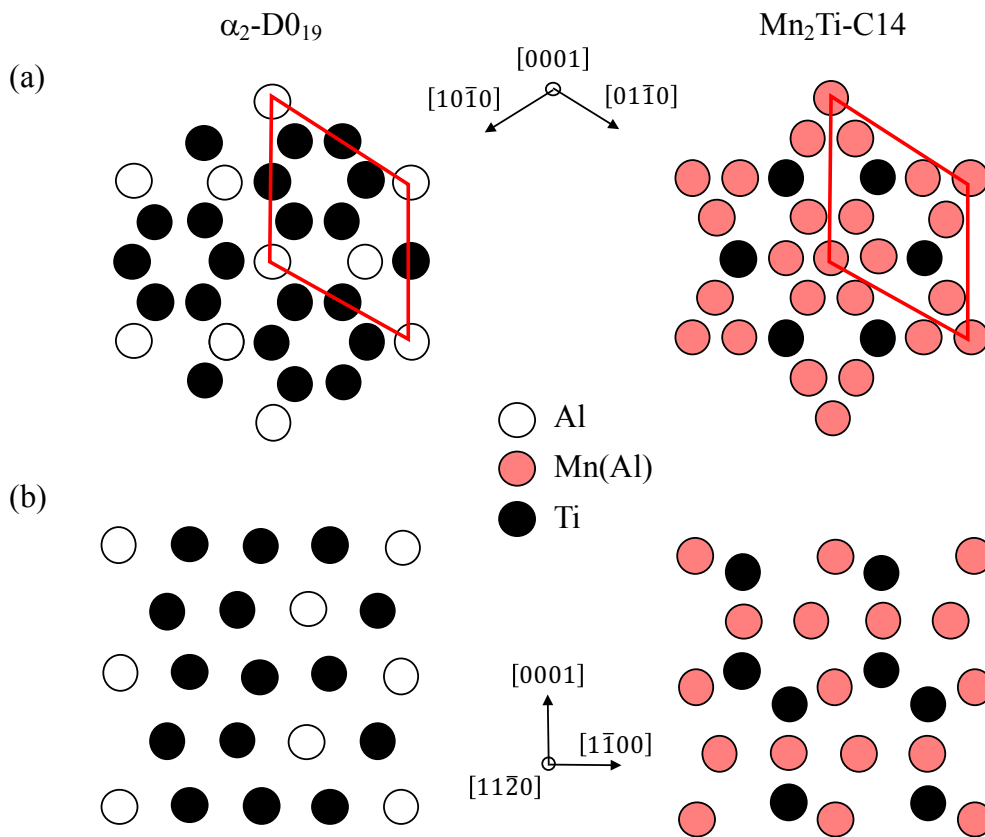 α₂-D0₁₉
Mn₂Ti-C14
(a)
[0001]
[101̄0]
[011̄0]
Al
Mn(Al)
Ti
(b)
[0001]
[11̄00]
[112̄0]